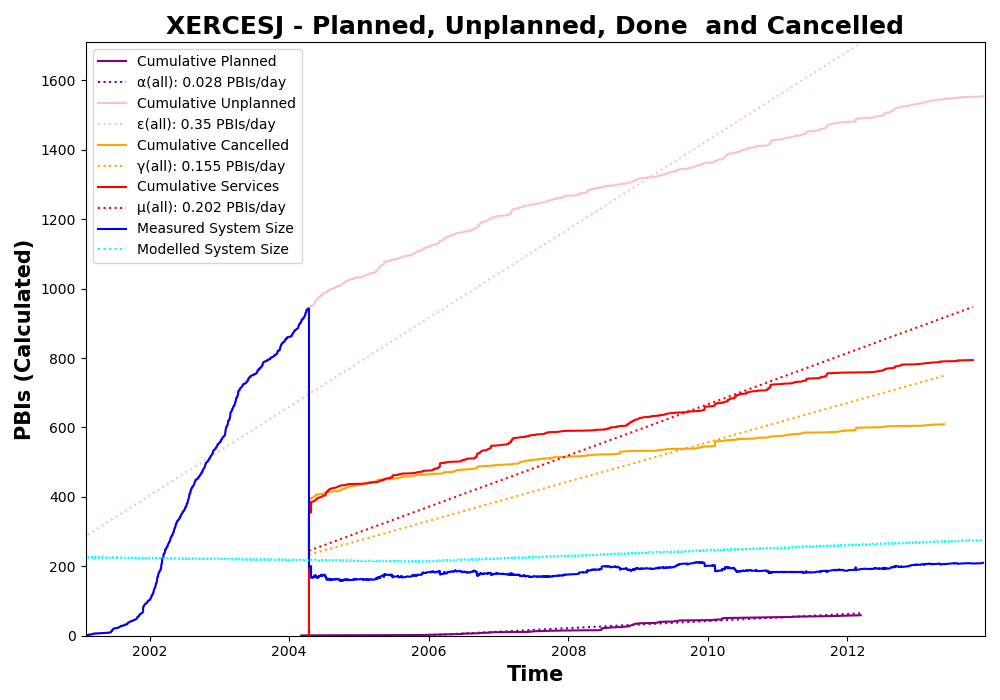 XERCESJ - Planned, Unplanned, Done  and Cancelled
PBIs (Calculated)
1600
1400
1200
1000
800
600
400
200
0
Cumulative Planned
α(all): 0.028 PBIs/day
Cumulative Unplanned
ε(all): 0.35 PBIs/day
Cumulative Cancelled
γ(all): 0.155 PBIs/day
Cumulative Services
μ(all): 0.202 PBIs/day
Measured System Size
Modelled System Size
2002 2004 2006 2008 2010 2012
Time